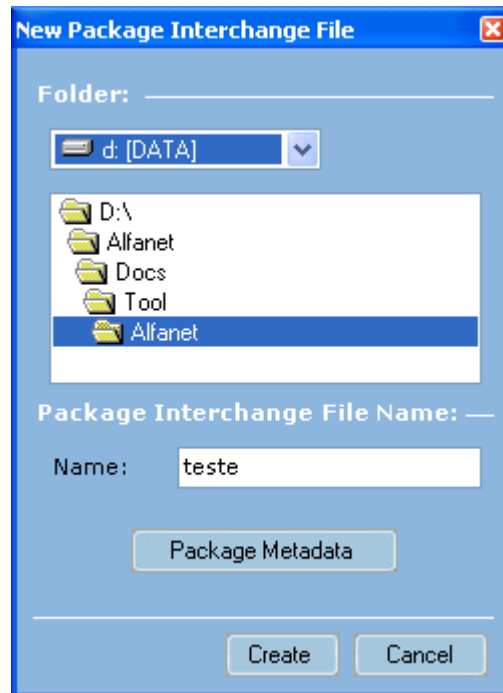 New Package Interchange File
Folder:
d: [DATA]
D:\
Alfanet
Docs
Tool
Alfanet
Package Interchange File Name:
Name: teste
Package Metadata
Create Cancel